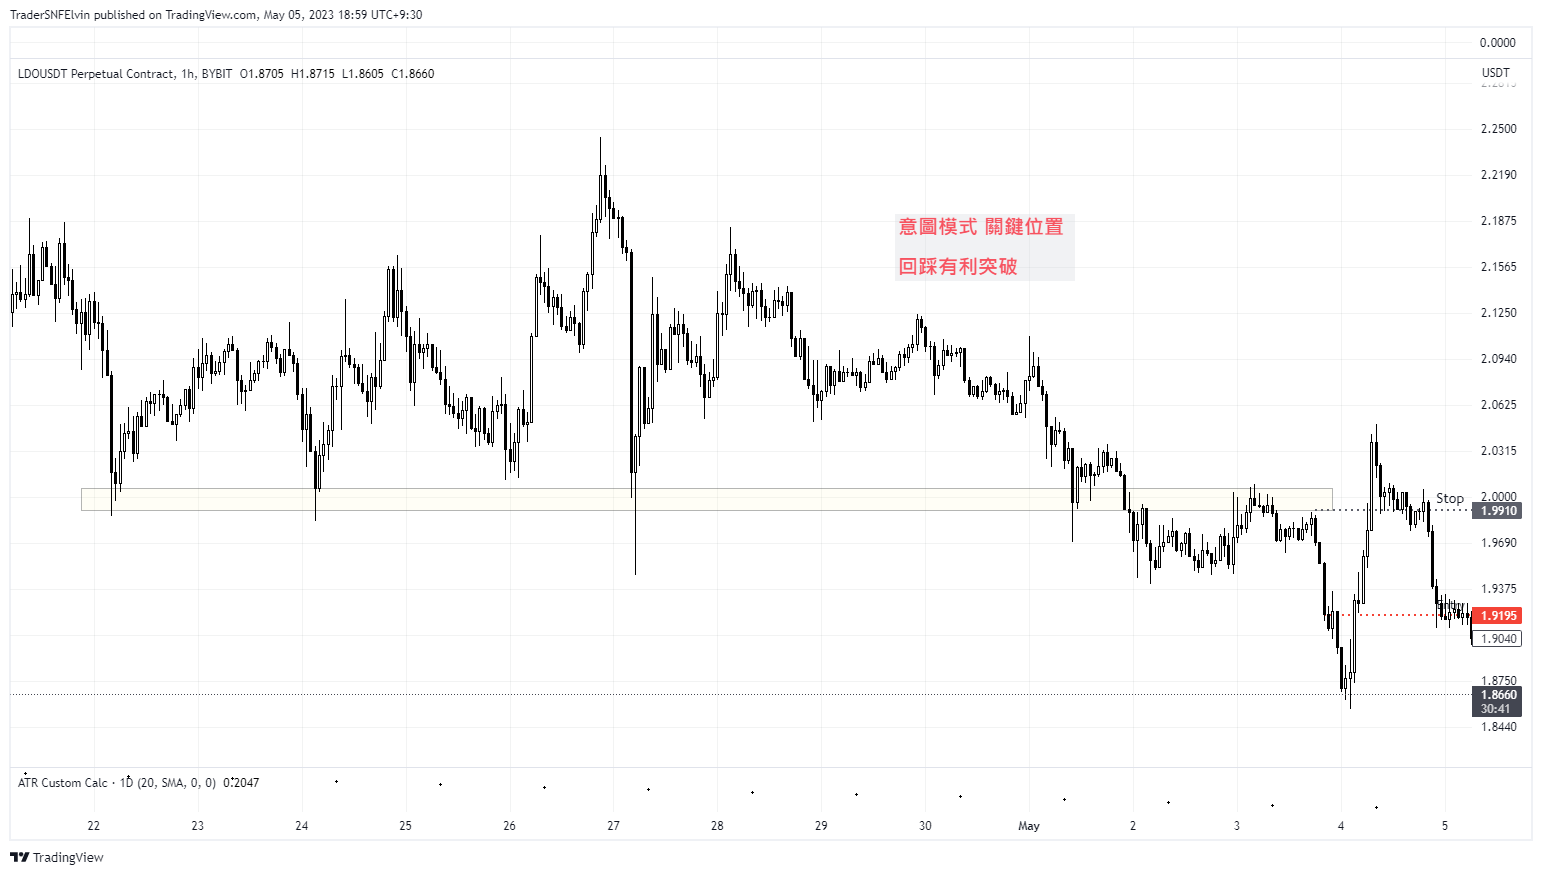 TraderSNFElvin published on TradingView.com, May 05, 2023 18:59 UTC+9:30
0.0000
LDOUSDT Perpetual Contract, 1h, BYBIT O1.8705 H1.8715 L1.8605 C1.8660
USDT
2.2500
2.2190
意圖模式 關鍵位置
回踩有利突破
2.1875
2.1565
2.1250
2.0940
2.0625
2.0315
2.0000
Stop
1.9910
1.9690
1.9375
1.9195
1.9040
1.8750
1.8660
30:41
1.8440
ATR Custom Calc · 1D (20, SMA, 0, 0) 0.2047
22 23 24 25 26 27 28 29 30 May 2 3 4 5
TradingView